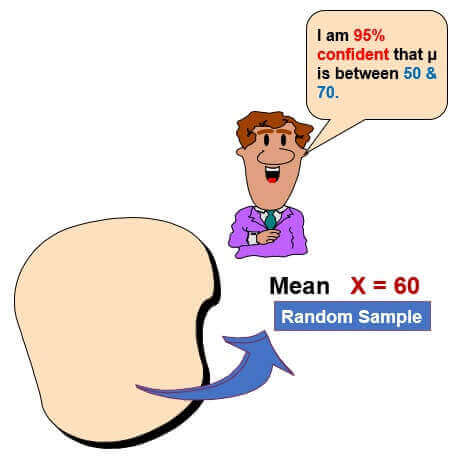 I am 95%
confident that μ
is between 50 &
70.
Mean X = 60
Random Sample